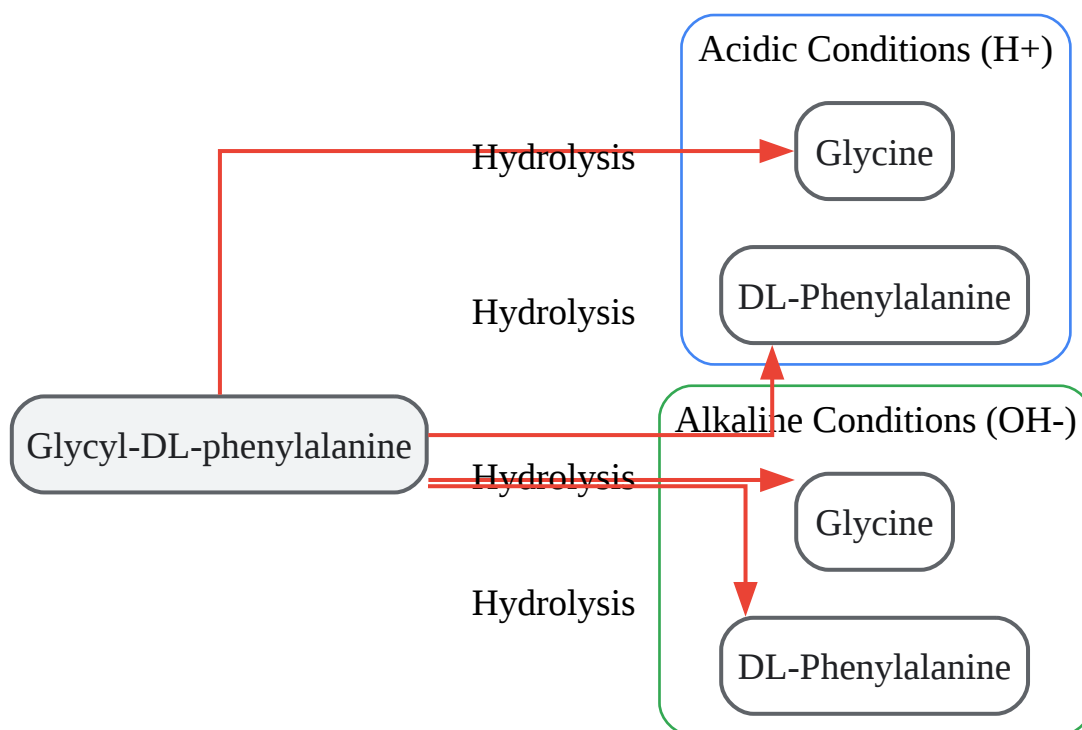 Acidic Conditions (H+)
Glycine
Hydrolysis
DL-Phenylalanine
Hydrolysis
Alkaline Conditions (OH-)
Glycyl-DL-phenylalanine
Hydrolysis
Glycine
Hydrolysis
DL-Phenylalanine